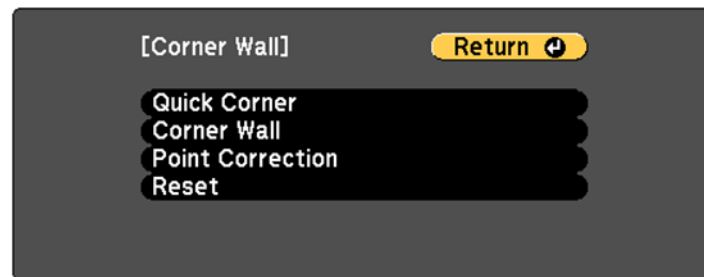 [Corner Wall] Return
Quick Corner
Corner Wall
Point Correction
Reset